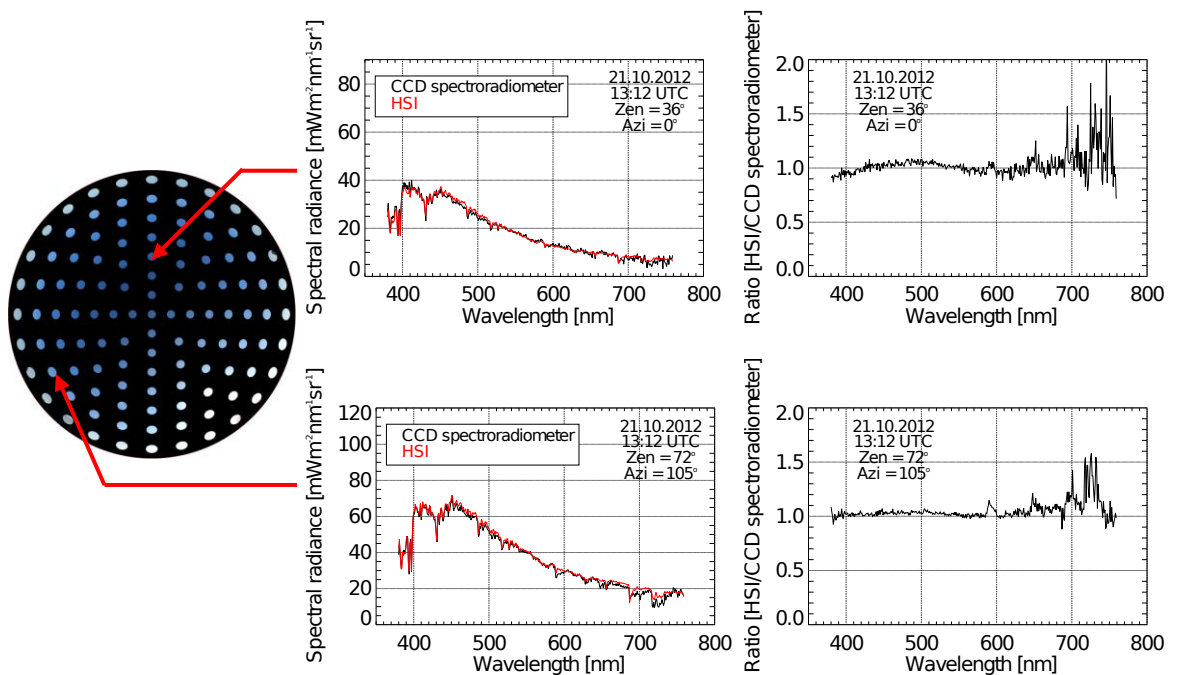 Spectral radiance [mWm⁻²nm⁻¹sr⁻¹]
80
60
40
20
0
CCD spectroradiometer
HSI
21.10.2012
13:12 UTC
Zen = 36°
Azi = 0°
400 500 600 700 800
Wavelength [nm]
Ratio [HSI/CCD spectroradiometer]
2.0
1.5
1.0
0.5
0.0
21.10.2012
13:12 UTC
Zen = 36°
Azi = 0°
400 500 600 700 800
Wavelength [nm]
Spectral radiance [mWm⁻²nm⁻¹sr⁻¹]
120
100
80
60
40
20
0
CCD spectroradiometer
HSI
21.10.2012
13:12 UTC
Zen = 72°
Azi = 105°
400 500 600 700 800
Wavelength [nm]
Ratio [HSI/CCD spectroradiometer]
2.0
1.5
1.0
0.5
0.0
21.10.2012
13:12 UTC
Zen = 72°
Azi = 105°
400 500 600 700 800
Wavelength [nm]